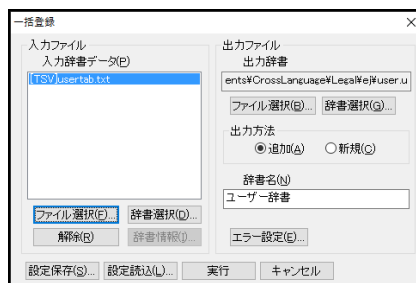 一括登録
入力ファイル
入力辞書データ(P)
[TSV]usertab.txt
ファイル選択(F)...
辞書選択(D)...
解除(R)
辞書情報(I)...
出力ファイル
出力辞書
ents¥CrossLanguage¥Legal¥ej¥user.u
ファイル選択(B)...
辞書選択(G)...
出力方法
追加(A)
新規(C)
辞書名(N)
ユーザー辞書
エラー設定(E)...
設定保存(S)...
設定読込(L)...
実行
キャンセル